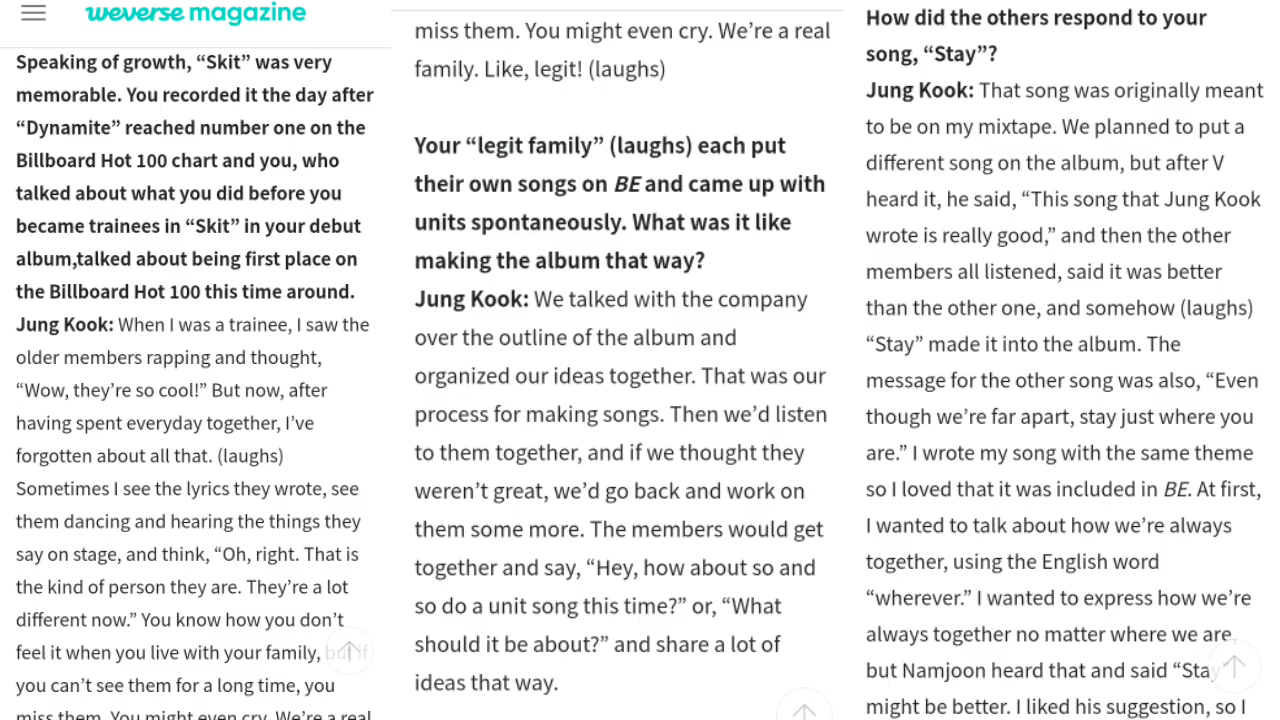 weverse magazine
Speaking of growth, “Skit” was very
memorable. You recorded it the day after
“Dynamite” reached number one on the
Billboard Hot 100 chart and you, who
talked about what you did before you
became trainees in “Skit” in your debut
album,talked about being first place on
the Billboard Hot 100 this time around.
Jung Kook: When I was a trainee, I saw the
older members rapping and thought,
“Wow, they’re so cool!” But now, after
having spent everyday together, I’ve
forgotten about all that. (laughs)
Sometimes I see the lyrics they wrote, see
them dancing and hearing the things they
say on stage, and think, “Oh, right. That is
the kind of person they are. They’re a lot
different now.” You know how you don’t
feel it when you live with your family, but if
you can’t see them for a long time, you
miss them. You might even cry. We’re a real
miss them. You might even cry. We’re a real
family. Like, legit! (laughs)
Your “legit family” (laughs) each put
their own songs on BE and came up with
units spontaneously. What was it like
making the album that way?
Jung Kook: We talked with the company
over the outline of the album and
organized our ideas together. That was our
process for making songs. Then we’d listen
to them together, and if we thought they
weren’t great, we’d go back and work on
them some more. The members would get
together and say, “Hey, how about so and
so do a unit song this time?” or, “What
should it be about?” and share a lot of
ideas that way.
How did the others respond to your
song, “Stay”?
Jung Kook: That song was originally meant
to be on my mixtape. We planned to put a
different song on the album, but after V
heard it, he said, “This song that Jung Kook
wrote is really good,” and then the other
members all listened, said it was better
than the other one, and somehow (laughs)
“Stay” made it into the album. The
message for the other song was also, “Even
though we’re far apart, stay just where you
are.” I wrote my song with the same theme
so I loved that it was included in BE. At first,
I wanted to talk about how we’re always
together, using the English word
“wherever.” I wanted to express how we’re
always together no matter where we are,
but Namjoon heard that and said “Stay”
might be better. I liked his suggestion, so I